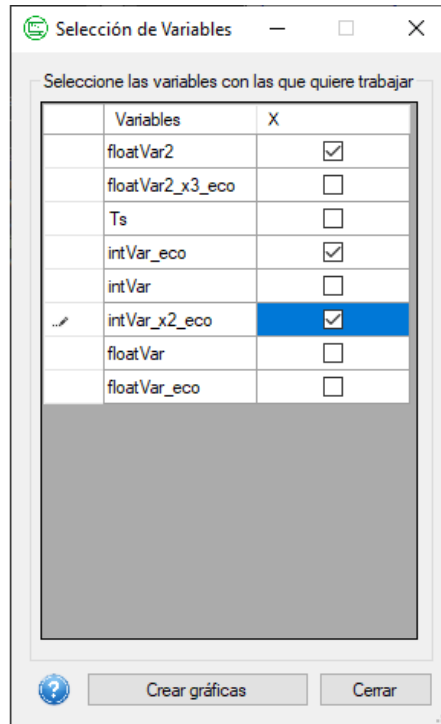 Selección de Variables
Seleccione las variables con las que quiere trabajar
Variables X
floatVar2
floatVar2_x3_eco
Ts
intVar_eco
intVar
intVar_x2_eco
floatVar
floatVar_eco
Crear gráficas Cerrar